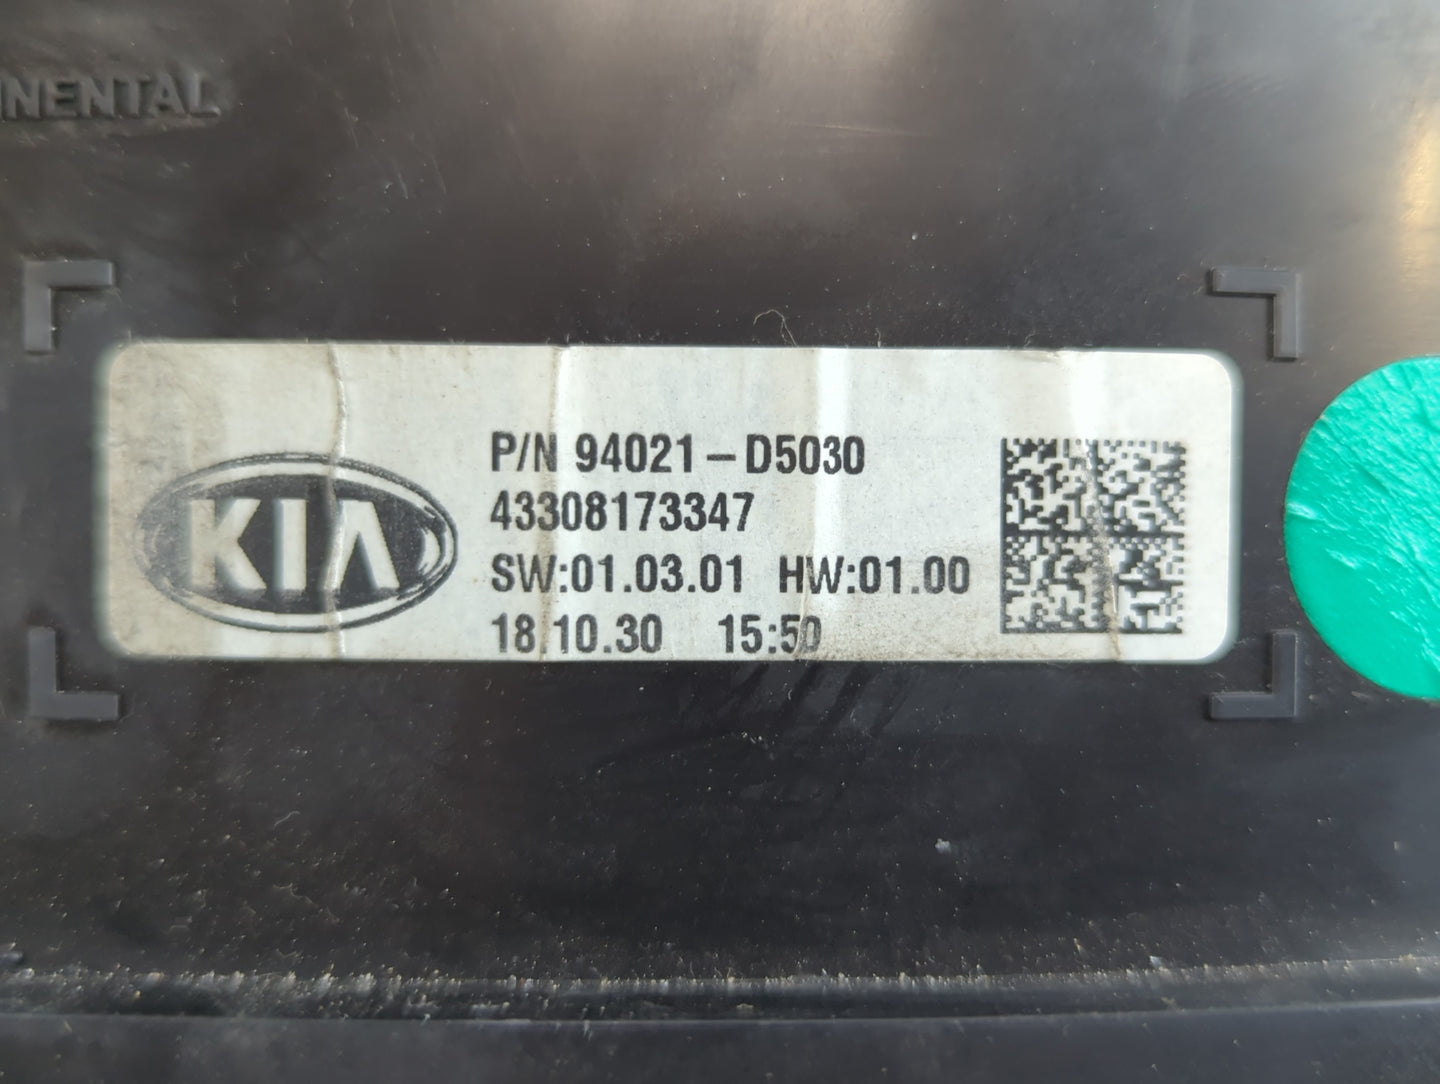 NENTAL
KIA
P/N 94021-D5030
43308173347
SW:01.03.01 HW:01.00
18.10.30 15:50